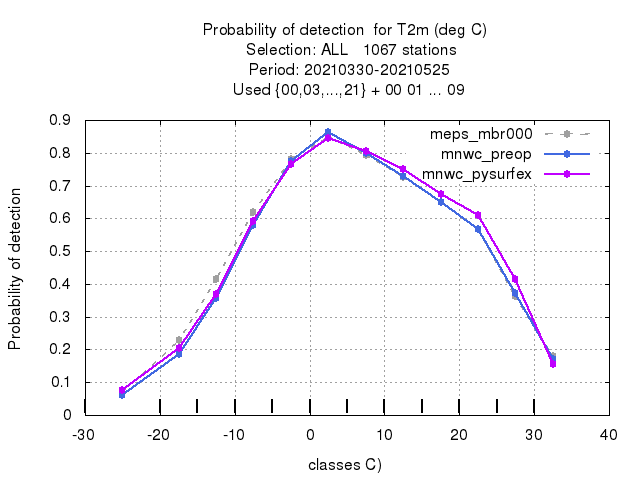 Probability of detection  for T2m (deg C)
Selection: ALL   1067 stations
Period: 20210330-20210525
Used {00,03,...,21} + 00 01 ... 09
0.9
0.8
0.7
0.6
0.5
0.4
0.3
0.2
0.1
0
meps_mbr000
mnwc_preop
mnwc_pysurfex
Probability of detection
-30 -20 -10 0 10 20 30 40
classes C)